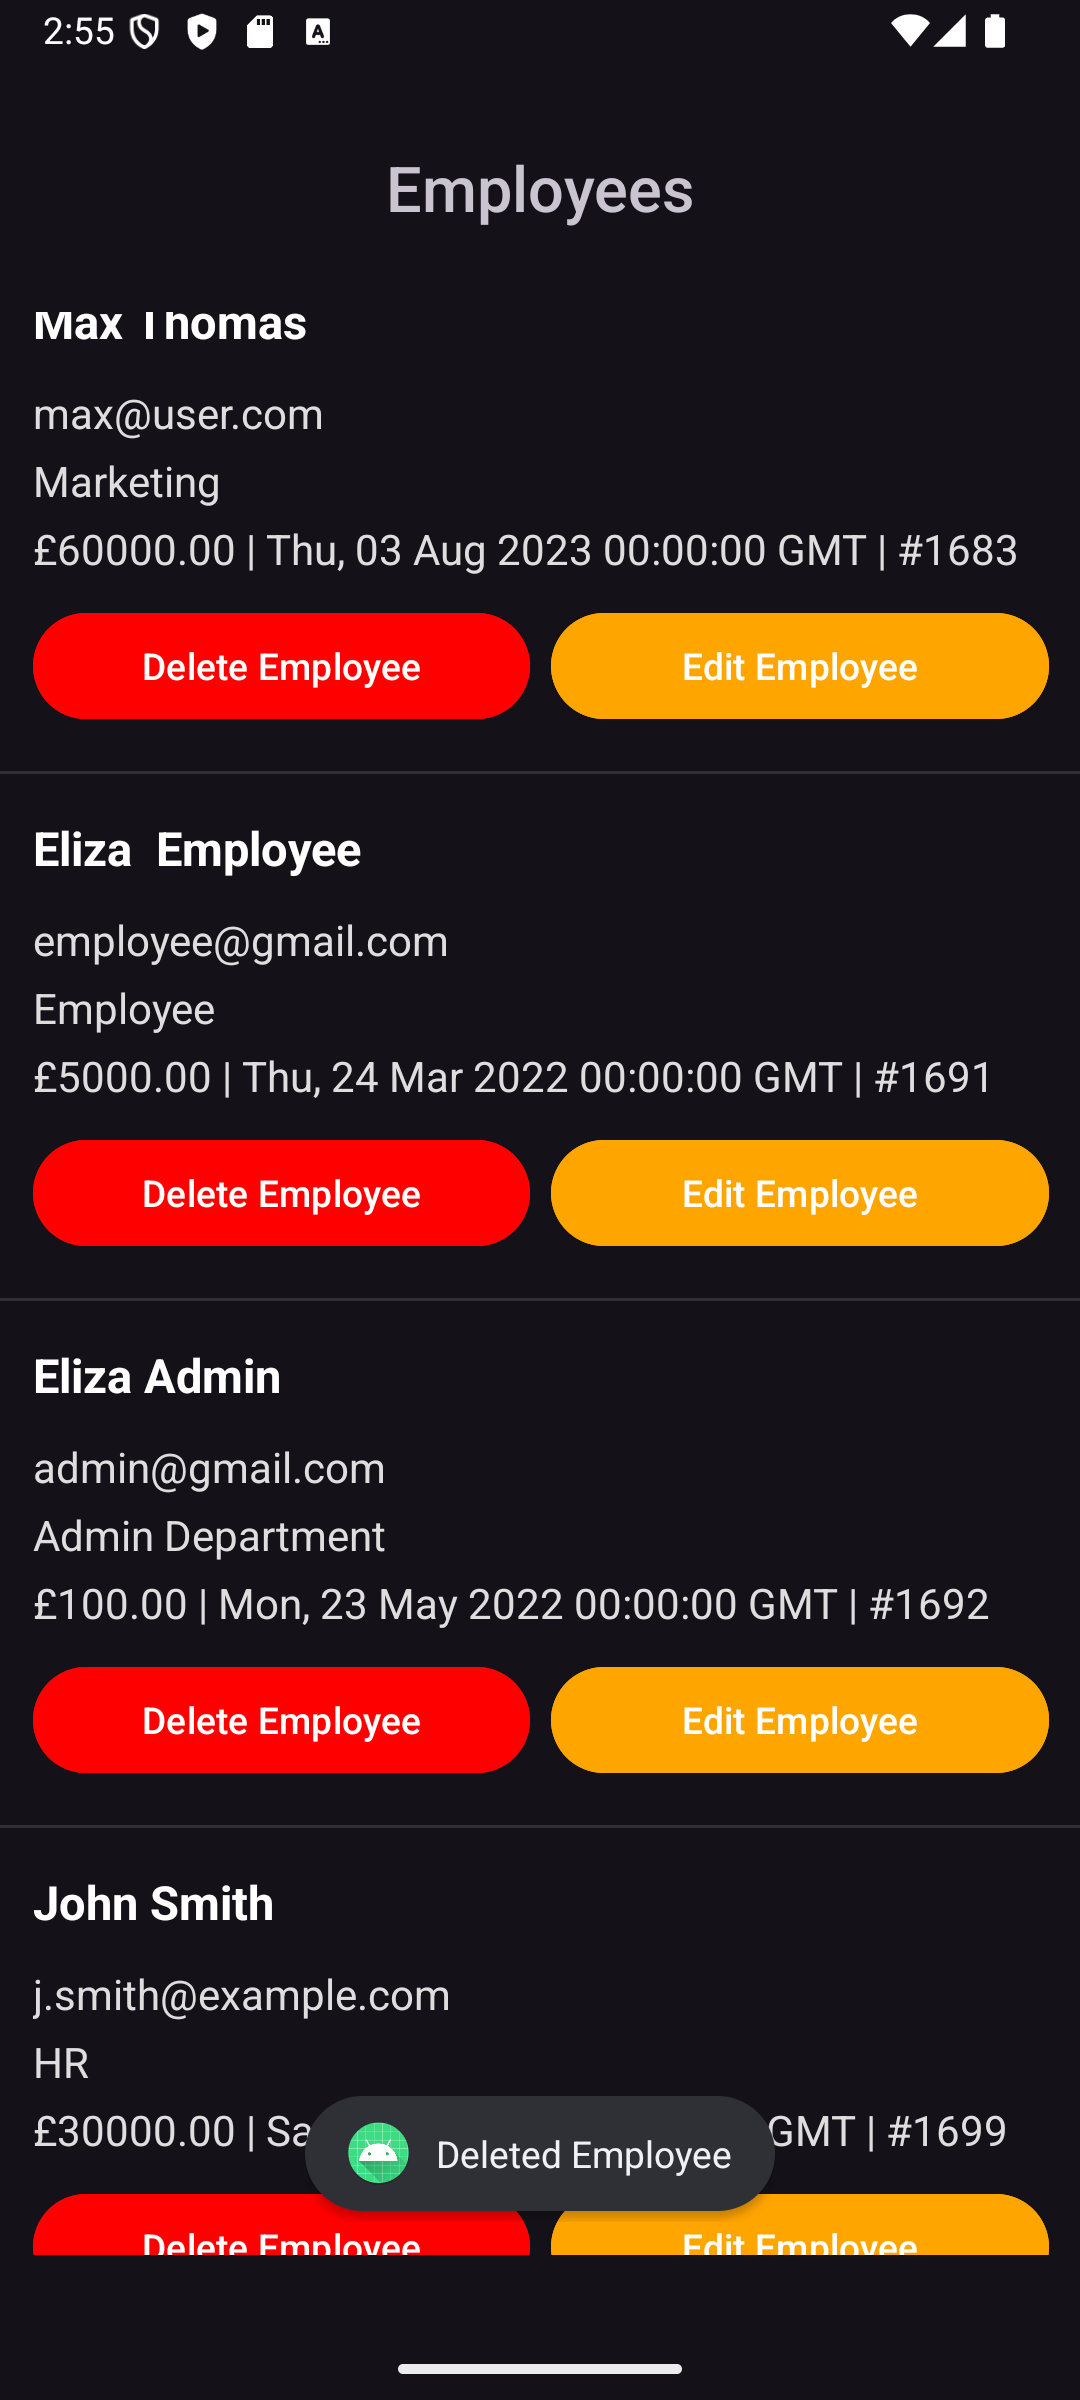 2:55
Employees
Max Thomas
max@user.com
Marketing
£60000.00 | Thu, 03 Aug 2023 00:00:00 GMT | #1683
Delete Employee Edit Employee
Eliza  Employee
employee@gmail.com
Employee
£5000.00 | Thu, 24 Mar 2022 00:00:00 GMT | #1691
Delete Employee Edit Employee
Eliza Admin
admin@gmail.com
Admin Department
£100.00 | Mon, 23 May 2022 00:00:00 GMT | #1692
Delete Employee Edit Employee
John Smith
j.smith@example.com
HR
£30000.00 | Sa GMT | #1699
Deleted Employee
Delete Employee Edit Employee